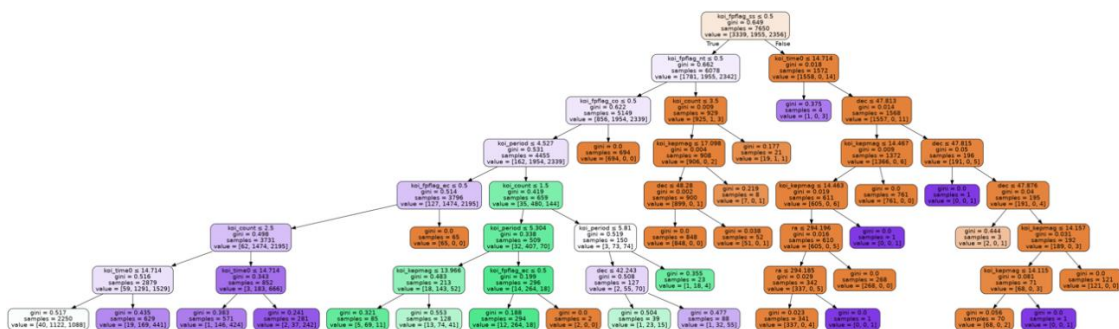 koi_fpflag_ss ≤ 0.5
gini = 0.649
samples = 7650
value = [3339, 1955, 2356]
True
False
koi_fpflag_nt ≤ 0.5
gini = 0.662
samples = 6078
value = [1781, 1955, 2342]
koi_time0 ≤ 14.714
gini = 0.018
samples = 1572
value = [1558, 0, 14]
koi_fpflag_co ≤ 0.5
gini = 0.622
samples = 5149
value = [856, 1954, 2339]
koi_count ≤ 3.5
gini = 0.009
samples = 929
value = [925, 1, 3]
gini = 0.375
samples = 4
value = [1, 0, 3]
dec ≤ 47.813
gini = 0.014
samples = 1568
value = [1557, 0, 11]
koi_period ≤ 4.527
gini = 0.531
samples = 4455
value = [162, 1954, 2339]
gini = 0.0
samples = 694
value = [694, 0, 0]
koi_kepmag ≤ 17.098
gini = 0.004
samples = 908
value = [906, 0, 2]
gini = 0.177
samples = 21
value = [19, 1, 1]
koi_kepmag ≤ 14.467
gini = 0.009
samples = 1372
value = [1366, 0, 6]
dec ≤ 47.815
gini = 0.05
samples = 196
value = [191, 0, 5]
koi_fpflag_ec ≤ 0.5
gini = 0.514
samples = 3796
value = [127, 1474, 2195]
koi_count ≤ 1.5
gini = 0.419
samples = 659
value = [35, 480, 144]
dec ≤ 48.28
gini = 0.002
samples = 900
value = [899, 0, 1]
gini = 0.219
samples = 8
value = [7, 0, 1]
koi_kepmag ≤ 14.463
gini = 0.019
samples = 611
value = [605, 0, 6]
gini = 0.0
samples = 761
value = [761, 0, 0]
gini = 0.0
samples = 1
value = [0, 0, 1]
dec ≤ 47.876
gini = 0.04
samples = 195
value = [191, 0, 4]
koi_count ≤ 2.5
gini = 0.498
samples = 3731
value = [62, 1474, 2195]
gini = 0.0
samples = 65
value = [65, 0, 0]
koi_period ≤ 5.304
gini = 0.338
samples = 509
value = [32, 407, 70]
koi_period ≤ 5.81
gini = 0.519
samples = 150
value = [3, 73, 74]
gini = 0.0
samples = 848
value = [848, 0, 0]
gini = 0.038
samples = 52
value = [51, 0, 1]
ra ≤ 294.196
gini = 0.016
samples = 610
value = [605, 0, 5]
gini = 0.0
samples = 1
value = [0, 0, 1]
gini = 0.444
samples = 3
value = [2, 0, 1]
koi_kepmag ≤ 14.157
gini = 0.031
samples = 192
value = [189, 0, 3]
koi_time0 ≤ 14.714
gini = 0.516
samples = 2879
value = [59, 1291, 1529]
koi_time0 ≤ 14.714
gini = 0.343
samples = 852
value = [3, 183, 666]
koi_kepmag ≤ 13.966
gini = 0.483
samples = 213
value = [18, 143, 52]
koi_fpflag_ec ≤ 0.5
gini = 0.199
samples = 296
value = [14, 264, 18]
dec ≤ 42.243
gini = 0.508
samples = 127
value = [2, 55, 70]
gini = 0.355
samples = 23
value = [1, 18, 4]
ra ≤ 294.185
gini = 0.029
samples = 342
value = [337, 0, 5]
gini = 0.0
samples = 268
value = [268, 0, 0]
koi_kepmag ≤ 14.115
gini = 0.081
samples = 71
value = [68, 0, 3]
gini = 0.0
samples = 121
value = [121, 0, 0]
gini = 0.517
samples = 2250
value = [40, 1122, 1088]
gini = 0.435
samples = 629
value = [19, 169, 441]
gini = 0.383
samples = 571
value = [1, 146, 424]
gini = 0.241
samples = 281
value = [2, 37, 242]
gini = 0.321
samples = 85
value = [5, 69, 11]
gini = 0.553
samples = 128
value = [13, 74, 41]
gini = 0.188
samples = 294
value = [12, 264, 18]
gini = 0.0
samples = 2
value = [2, 0, 0]
gini = 0.504
samples = 39
value = [1, 23, 15]
gini = 0.477
samples = 88
value = [1, 32, 55]
gini = 0.023
samples = 341
value = [337, 0, 4]
gini = 0.0
samples = 1
value = [0, 0, 1]
gini = 0.056
samples = 70
value = [68, 0, 2]
gini = 0.0
samples = 1
value = [0, 0, 1]